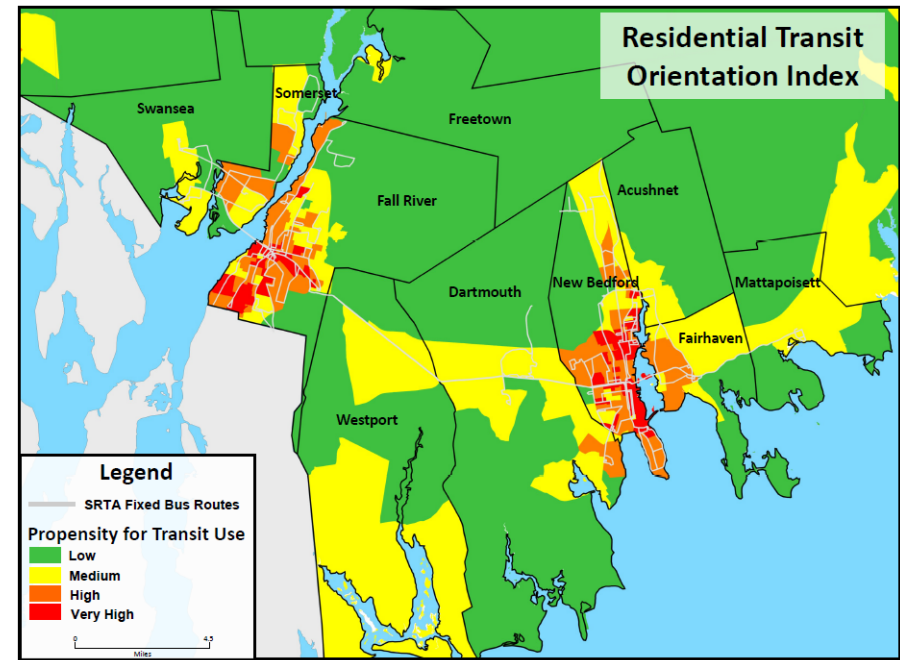 Residential Transit
Orientation Index
Somerset
Swansea
Freetown
Acushnet
Fall River
New Bedford
Mattapoisett
Dartmouth
Fairhaven
Westport
Legend
SRTA Fixed Bus Routes
Propensity for Transit Use
Low
Medium
High
Very High
0 4.5
Miles